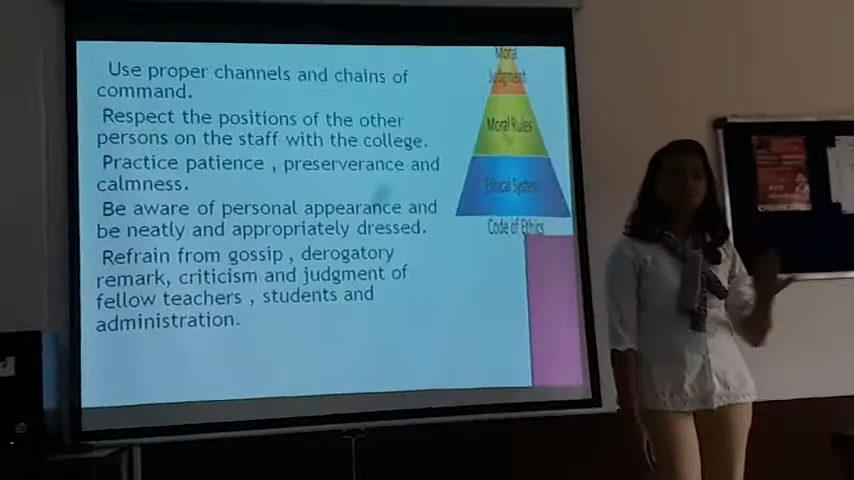 Use proper channels and chains of
command.
Respect the positions of the other
persons on the staff with the college.
Practice patience , preserverance and
calmness.
Be aware of personal appearance and
be neatly and appropriately dressed.
Refrain from gossip , derogatory
remark, criticism and judgment of
fellow teachers , students and
administration.
Moral
Judgment
Moral Rules
Ethical System
Code of Ethics